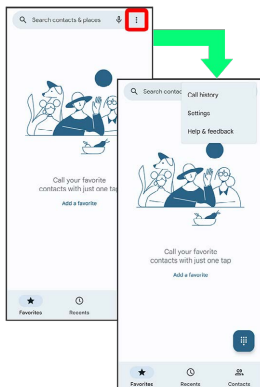 Search contacts & places
Call your favorite
contacts with just one tap
Add a favorite
Favorites
Recents
Search contac
Call history
Settings
Help & feedback
Call your favorite
contacts with just one tap
Add a favorite
Favorites
Recents
Contacts